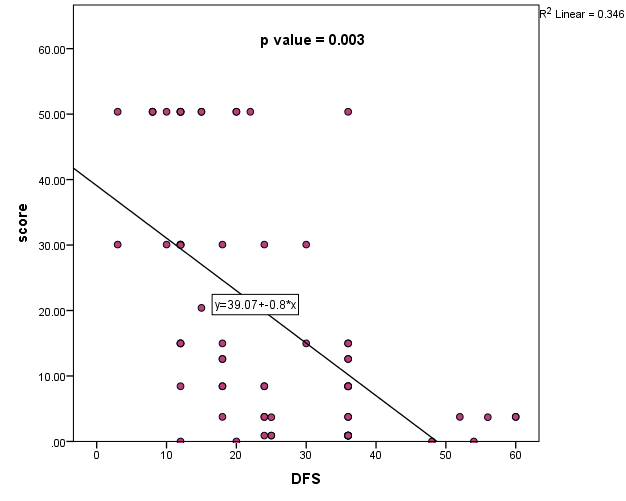 R² Linear = 0.346
p value = 0.003
60.00
50.00
40.00
30.00
20.00
10.00
.00
score
y=39.07+-0.8*x
0 10 20 30 40 50 60
DFS